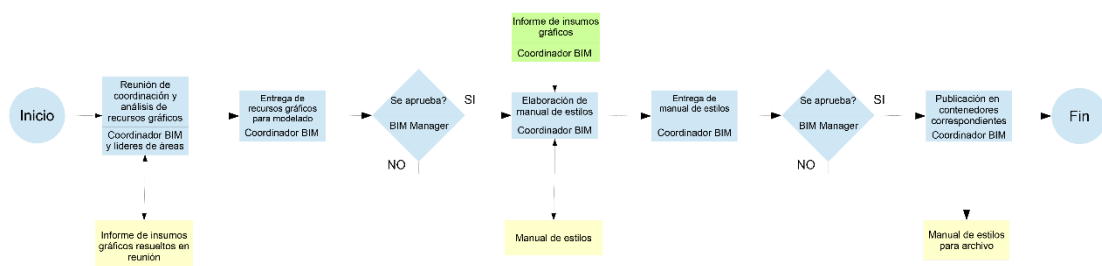 Inicio
Reunión de
coordinación y
análisis de
recursos gráficos
Coordinador BIM
y líderes de áreas
Informe de insumos
gráficos resueltos en
reunión
Entrega de
recursos gráficos
para modelado
Coordinador BIM
Se aprueba?
BIM Manager
SI
NO
Informe de insumos
gráficos
Coordinador BIM
Elaboración de
manual de estilos
Coordinador BIM
Manual de estilos
Entrega de
manual de estilos
Coordinador BIM
Se aprueba?
BIM Manager
SI
NO
Publicación en
contenedores
correspondientes
Coordinador BIM
Manual de estilos
para archivo
Fin